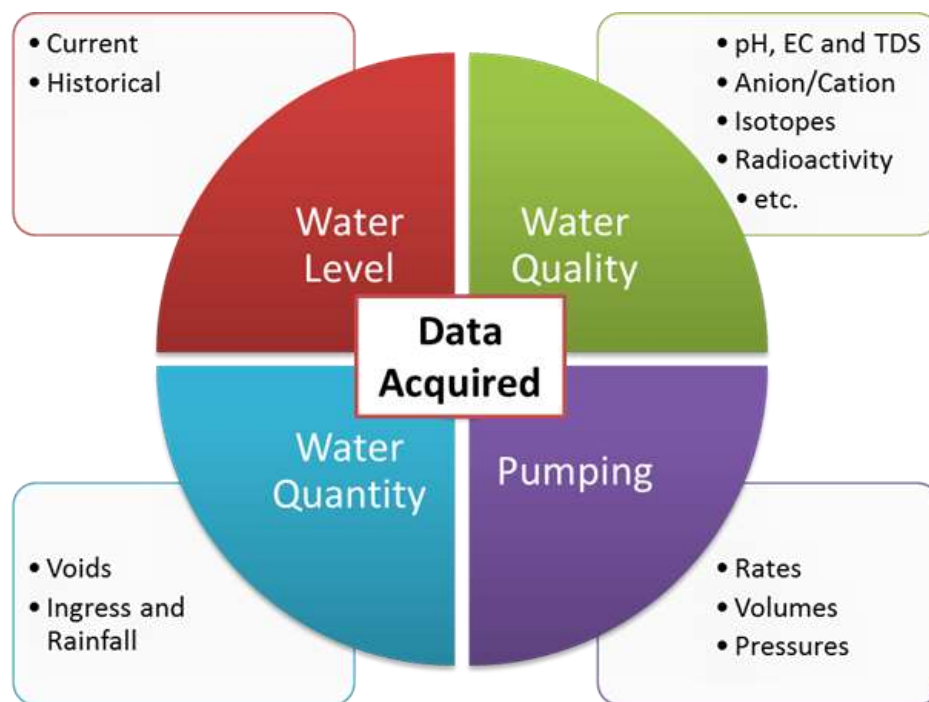 • Current
• Historical
• pH, EC and TDS
• Anion/Cation
• Isotopes
• Radioactivity
• etc.
Water
Level
Water
Quality
Data
Acquired
Water
Quantity
Pumping
• Voids
• Ingress and
Rainfall
• Rates
• Volumes
• Pressures